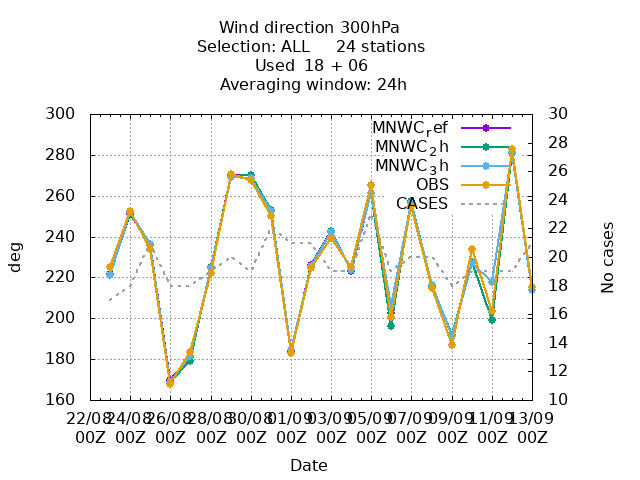 Wind direction 300hPa
Selection: ALL     24 stations
Used  18 + 06
Averaging window: 24h
300 30
MNWCref
MNWC2h
MNWC3h
OBS
CASES
280 28
26
260 24
240 22
20
220 18
200 16
14
180 12
160 10
deg
No cases
22/08 24/08 26/08 28/08 30/08 01/09 03/09 05/09 07/09 09/09 11/09 13/09
00Z 00Z 00Z 00Z 00Z 00Z 00Z 00Z 00Z 00Z 00Z 00Z
Date